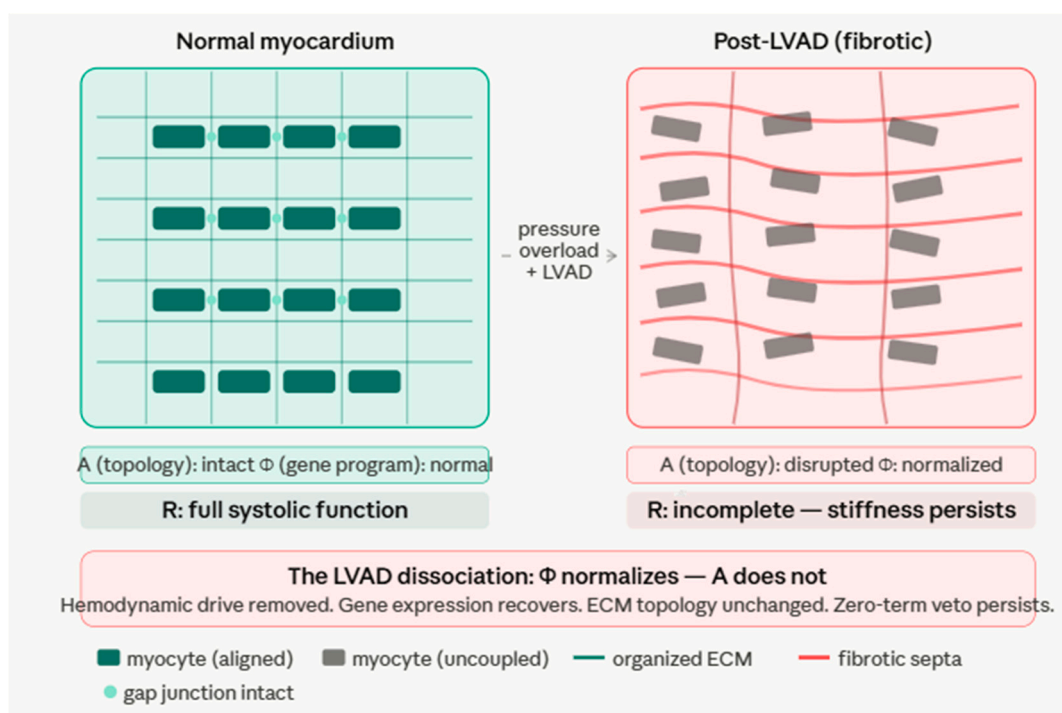 Normal myocardium
Post-LVAD (fibrotic)
pressure
overload
+ LVAD
A (topology): intact Φ (gene program): normal
A (topology): disrupted Φ: normalized
R: full systolic function
R: incomplete — stiffness persists
The LVAD dissociation: Φ normalizes — A does not
Hemodynamic drive removed. Gene expression recovers. ECM topology unchanged. Zero-term veto persists.
myocyte (aligned)
myocyte (uncoupled)
organized ECM
fibrotic septa
gap junction intact